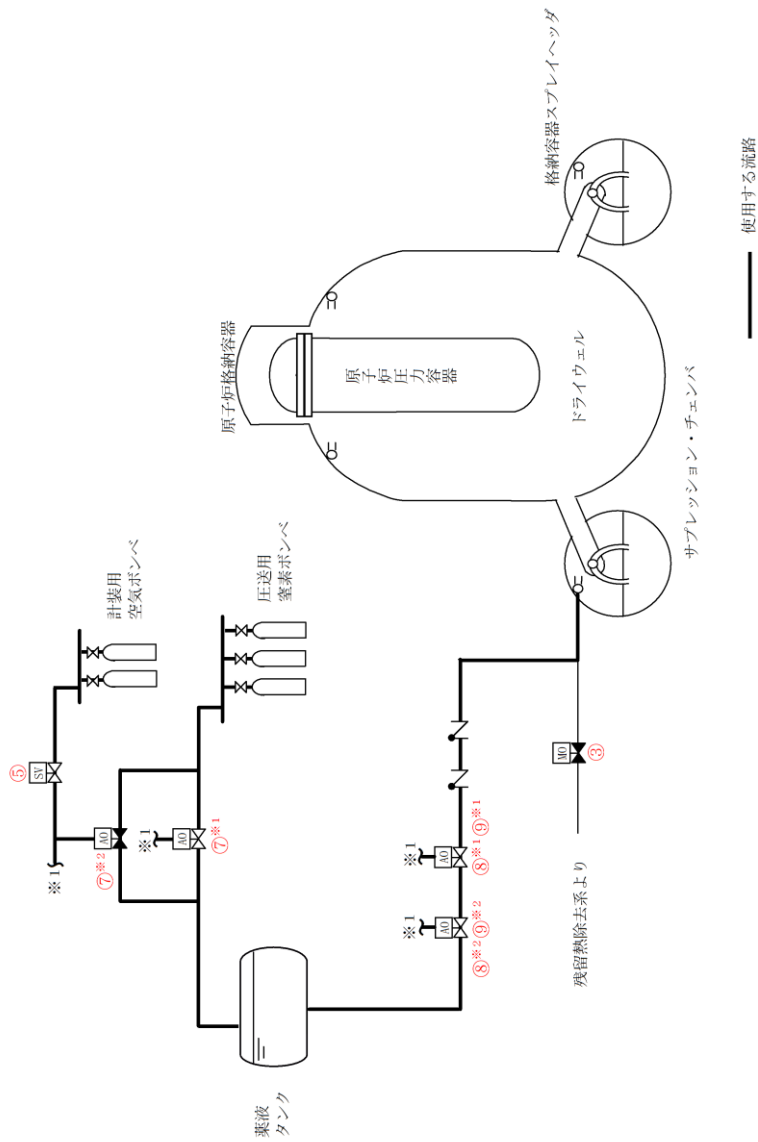 計装用
空気ボンベ
SV
⑤
※1
AO
⑦※2
圧送用
窒素ボンベ
※1
AO
⑦※1
薬液
タンク
※1
AO
⑧※2⑨※2
※1
AO
⑧※1⑨※1
MO
③
残留熱除去系より
原子炉格納容器
原子炉
圧力
容器
ドライウェル
サプレッション・チェンバ
格納容器スプレイヘッダ
使用する流路